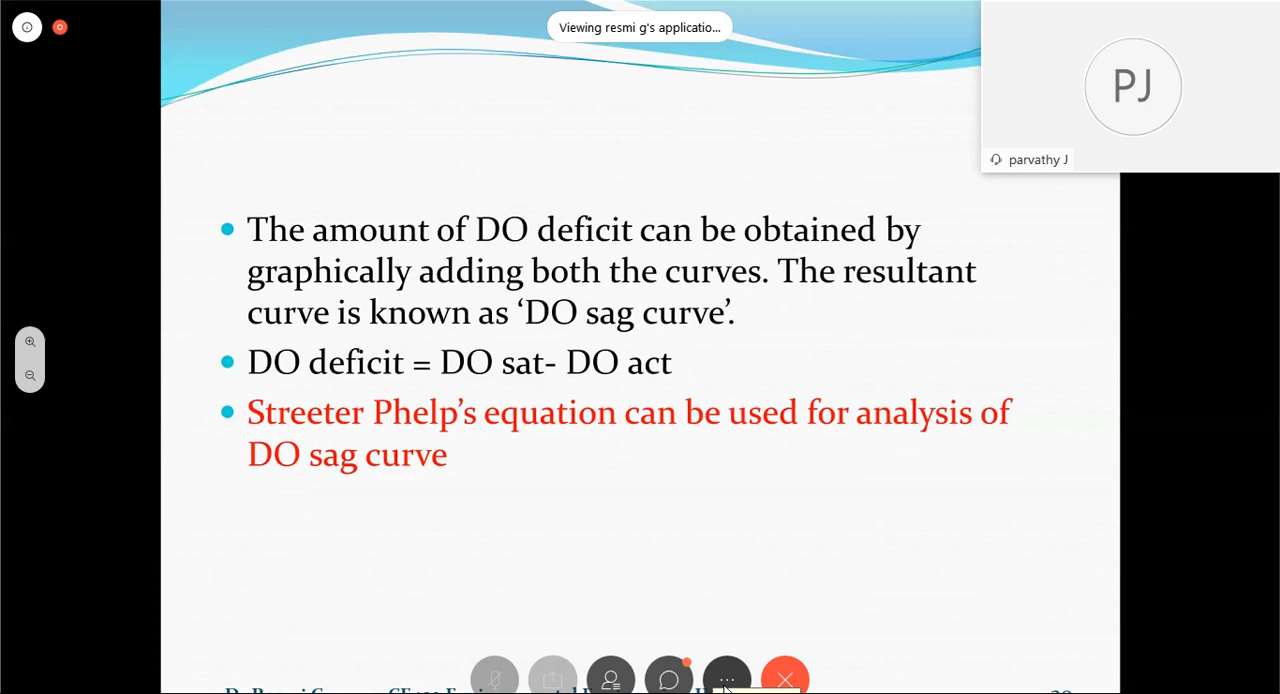 Viewing resmi g's applicatio...
PJ
parvathy J
The amount of DO deficit can be obtained by
graphically adding both the curves. The resultant
curve is known as ‘DO sag curve’.
DO deficit = DO sat- DO act
Streeter Phelp’s equation can be used for analysis of
DO sag curve